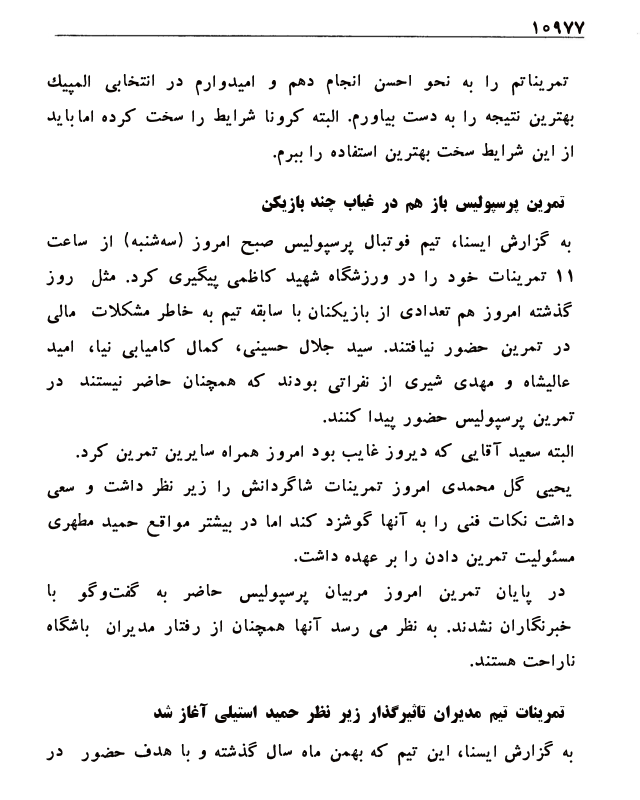 ۱۰۹۷۷
تمریناتم را به نحو احسن انجام دهم و امیدوارم در انتخابی المپیك
بهترین نتیجه را به دست بیاورم. البته کرونا شرایط را سخت کرده اما باید
از این شرایط سخت بهترین استفاده را ببرم.
تمرین پرسپولیس باز هم در غیاب چند بازیکن
به گزارش ایسنا، تیم فوتبال پرسپولیس صبح امروز (سه‌شنبه) از ساعت
۱۱ تمرینات خود را در ورزشگاه شهید کاظمی پیگیری کرد. مثل روز
گذشته امروز هم تعدادی از بازیکنان با سابقه تیم به خاطر مشکلات مالی
در تمرین حضور نیافتند. سید جلال حسینی، کمال کامیابی نیا، امید
عالیشاه و مهدی شیری از نفراتی بودند که همچنان حاضر نیستند در
تمرین پرسپولیس حضور پیدا کنند.
البته سعید آقایی که دیروز غایب بود امروز همراه سایرین تمرین کرد.
یحیی گل محمدی امروز تمرینات شاگردانش را زیر نظر داشت و سعی
داشت نکات فنی را به آنها گوشزد کند اما در بیشتر مواقع حمید مطهری
مسئولیت تمرین دادن را بر عهده داشت.
در پایان تمرین امروز مربیان پرسپولیس حاضر به گفت‌وگو با
خبرنگاران نشدند. به نظر می رسد آنها همچنان از رفتار مدیران باشگاه
ناراحت هستند.
تمرینات تیم مدیران تاثیرگذار زیر نظر حمید استیلی آغاز شد
به گزارش ایسنا، این تیم که بهمن ماه سال گذشته و با هدف حضور در